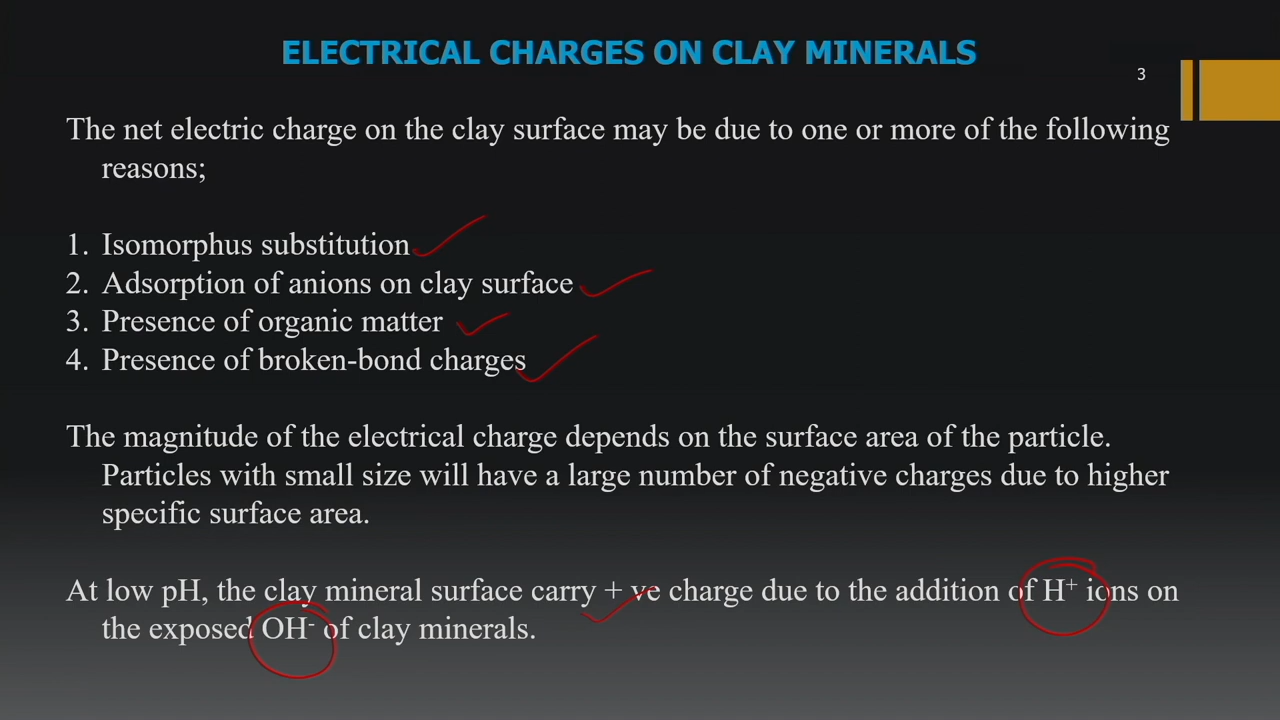 ELECTRICAL CHARGES ON CLAY MINERALS
3
The net electric charge on the clay surface may be due to one or more of the following
reasons;
1. Isomorphus substitution
2. Adsorption of anions on clay surface
3. Presence of organic matter
4. Presence of broken-bond charges
The magnitude of the electrical charge depends on the surface area of the particle.
Particles with small size will have a large number of negative charges due to higher
specific surface area.
At low pH, the clay mineral surface carry + ve charge due to the addition of H⁺ ions on
the exposed OH⁻ of clay minerals.